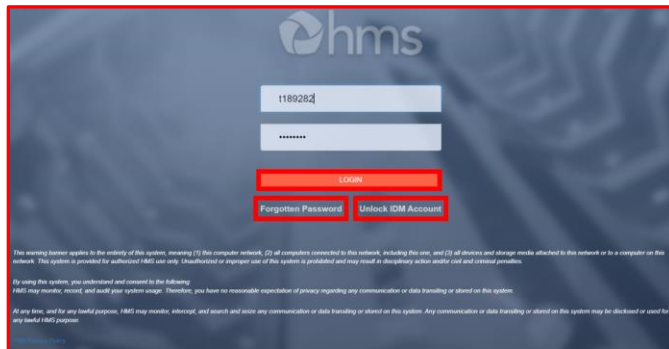 hms
t189282
••••••••
LOGIN
Forgotten Password Unlock IDM Account
This warning banner applies to the entirety of this system, meaning (1) this computer network, (2) all computers connected to this network, including this one, and (3) all devices and storage media attached to this network or to a computer on this
network. This system is provided for authorized HMS use only. Unauthorized or improper use of this system is prohibited and may result in disciplinary action and/or civil and criminal penalties.
By using this system, you understand and consent to the following:
HMS may monitor, record, and audit your system usage. Therefore, you have no reasonable expectation of privacy regarding any communication or data transiting or stored on this system.
At any time, and for any lawful purpose, HMS may monitor, intercept, and search and seize any communication or data transiting or stored on this system. Any communication or data transiting or stored on this system may be disclosed or used for
any lawful HMS purpose.